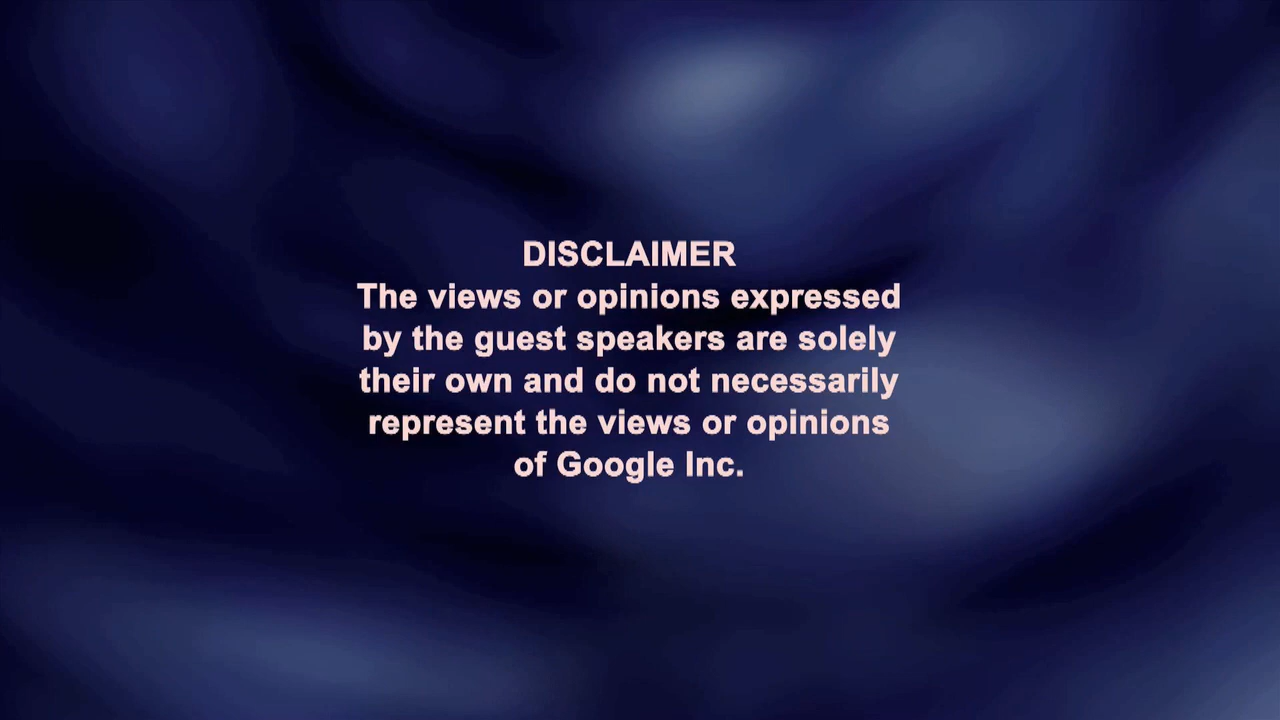 DISCLAIMER
The views or opinions expressed
by the guest speakers are solely
their own and do not necessarily
represent the views or opinions
of Google Inc.